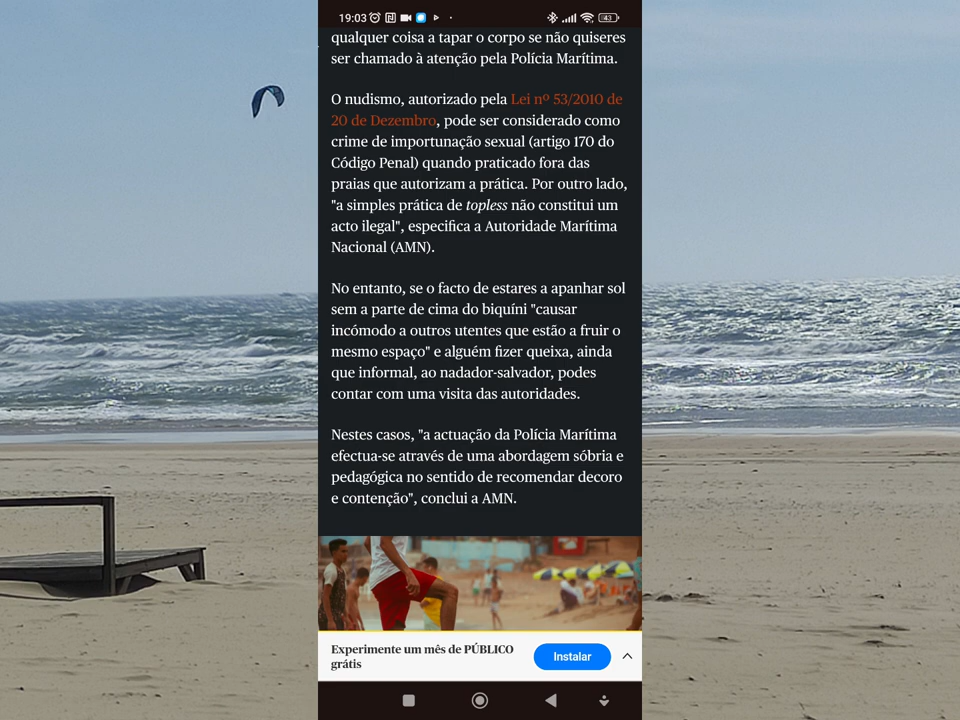 19:03
43
qualquer coisa a tapar o corpo se não quiseres
ser chamado à atenção pela Polícia Marítima.
O nudismo, autorizado pela Lei nº 53/2010 de
20 de Dezembro, pode ser considerado como
crime de importunação sexual (artigo 170 do
Código Penal) quando praticado fora das
praias que autorizam a prática. Por outro lado,
"a simples prática de topless não constitui um
acto ilegal", especifica a Autoridade Marítima
Nacional (AMN).
No entanto, se o facto de estares a apanhar sol
sem a parte de cima do biquíni "causar
incómodo a outros utentes que estão a fruir o
mesmo espaço" e alguém fizer queixa, ainda
que informal, ao nadador-salvador, podes
contar com uma visita das autoridades.
Nestes casos, "a actuação da Polícia Marítima
efectua-se através de uma abordagem sóbria e
pedagógica no sentido de recomendar decoro
e contenção", conclui a AMN.
Experimente um mês de PÚBLICO
grátis
Instalar